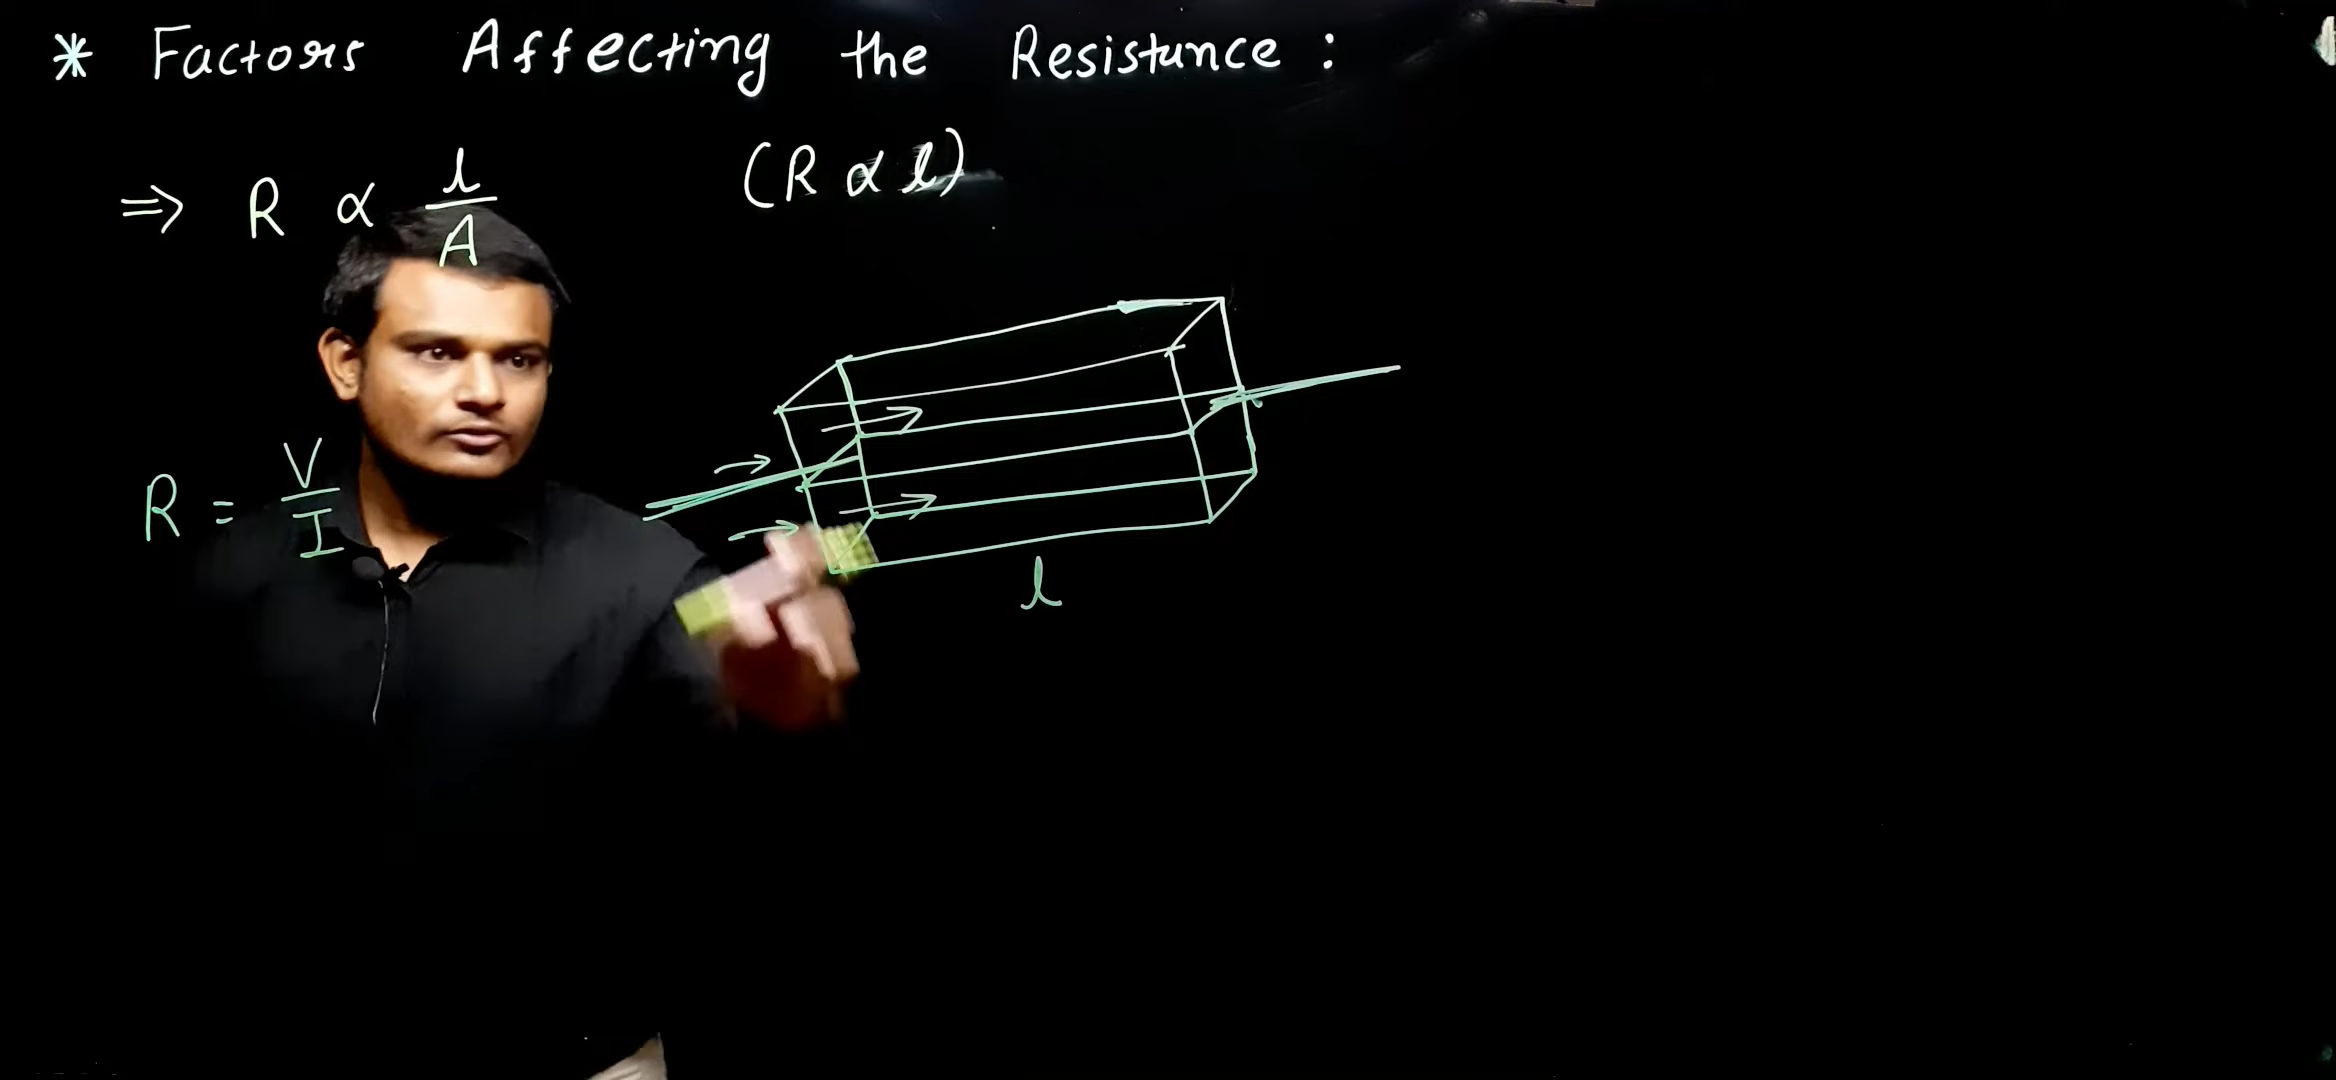 * Factors Affecting the Resistance :
⇒ R ∝ l/A (R ∝ l)
R = V/I
l